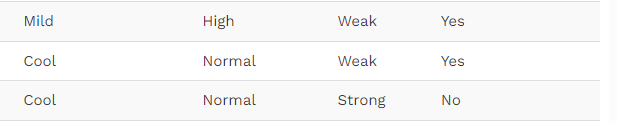 Mild High Weak Yes
Cool Normal Weak Yes
Cool Normal Strong No